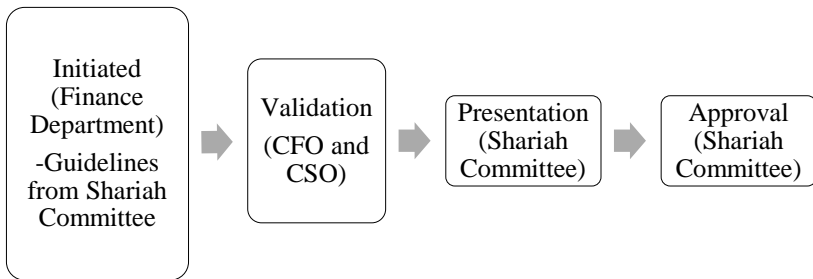 Initiated
(Finance
Department)
-Guidelines
from Shariah
Committee
Validation
(CFO and
CSO)
Presentation
(Shariah
Committee)
Approval
(Shariah
Committee)